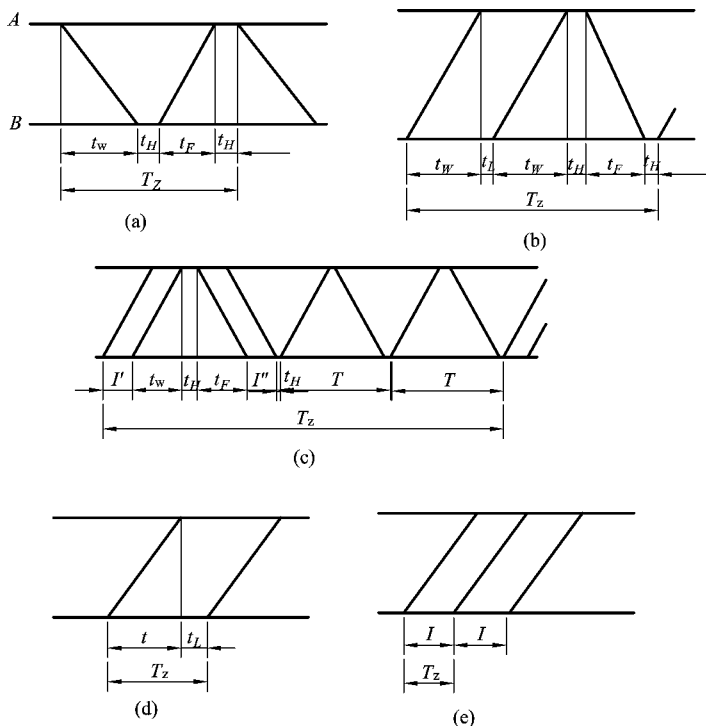 A
B
t_w t_H t_F t_H
T_Z
(a)
t_W t_L t_W t_H t_F t_H
T_z
(b)
I' t_w t_H t_F I'' t_H T T
T_z
(c)
t t_L
T_z
(d)
I I
T_z
(e)